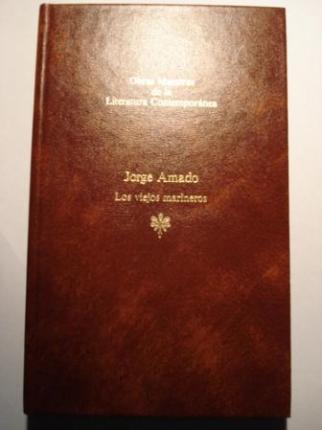 Obras Maestras
de la
Literatura Contemporánea
Jorge Amado
Los viejos marineros